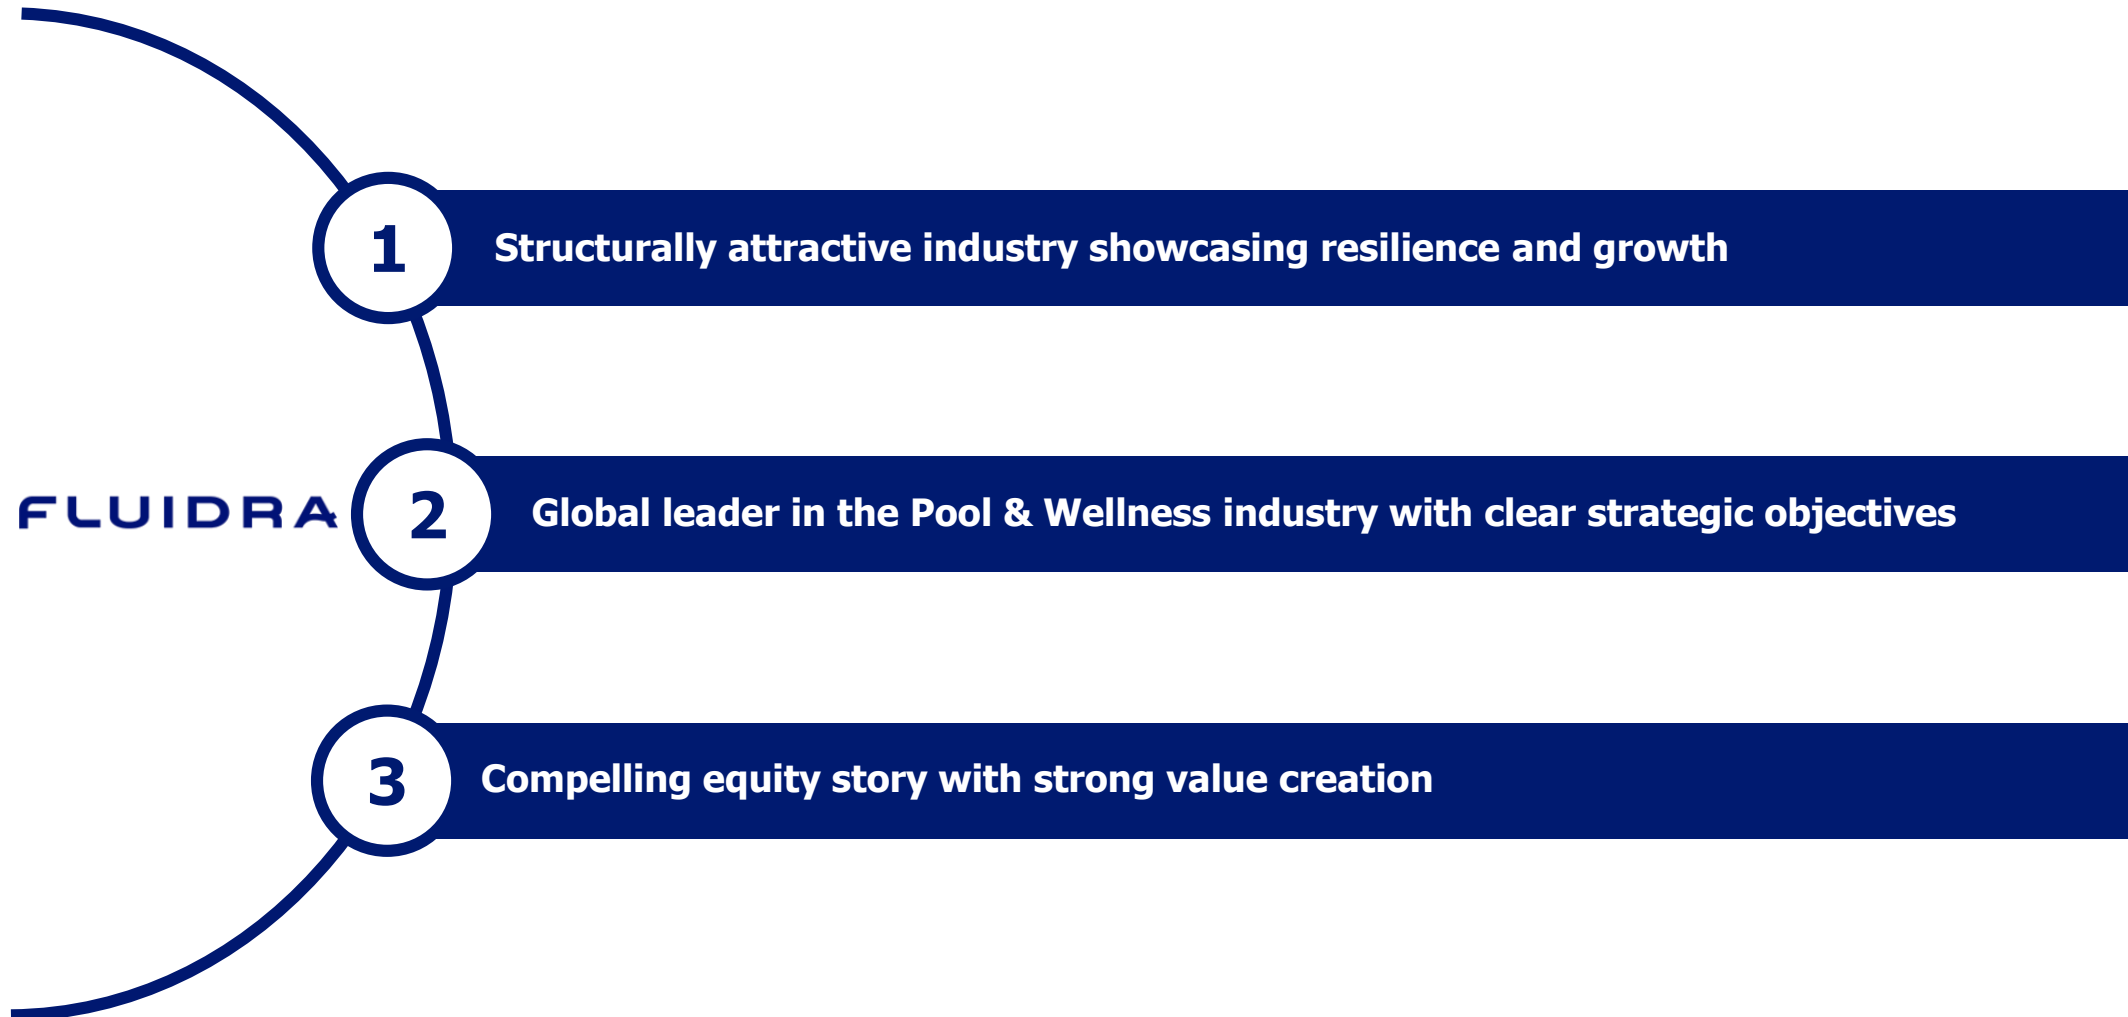 1
Structurally attractive industry showcasing resilience and growth
FLUIDRA
2
Global leader in the Pool & Wellness industry with clear strategic objectives
3
Compelling equity story with strong value creation